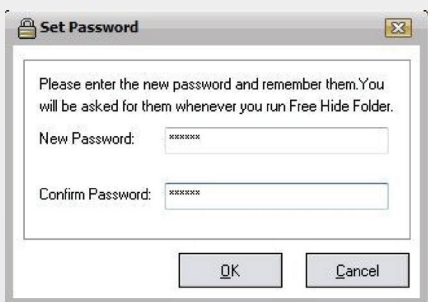 Set Password
Please enter the new password and remember them.You
will be asked for them whenever you run Free Hide Folder.
New Password: ××××××
Confirm Password: ××××××
OK Cancel